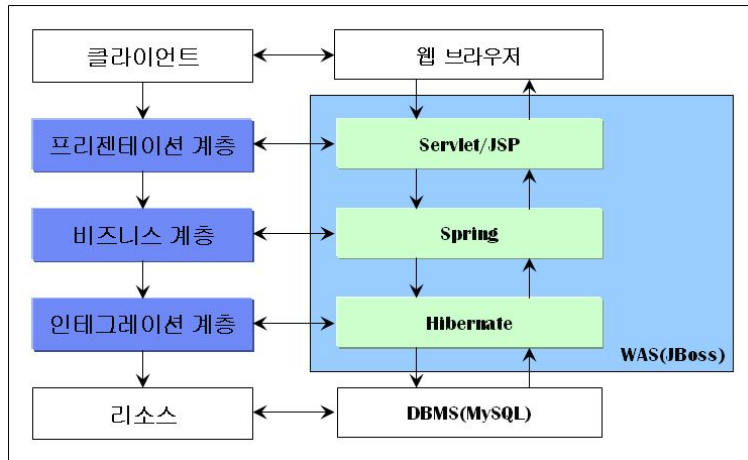 클라이언트
웹 브라우저
프리젠테이션 계층
Servlet/JSP
비즈니스 계층
Spring
인테그레이션 계층
Hibernate
WAS(JBoss)
리소스
DBMS(MySQL)